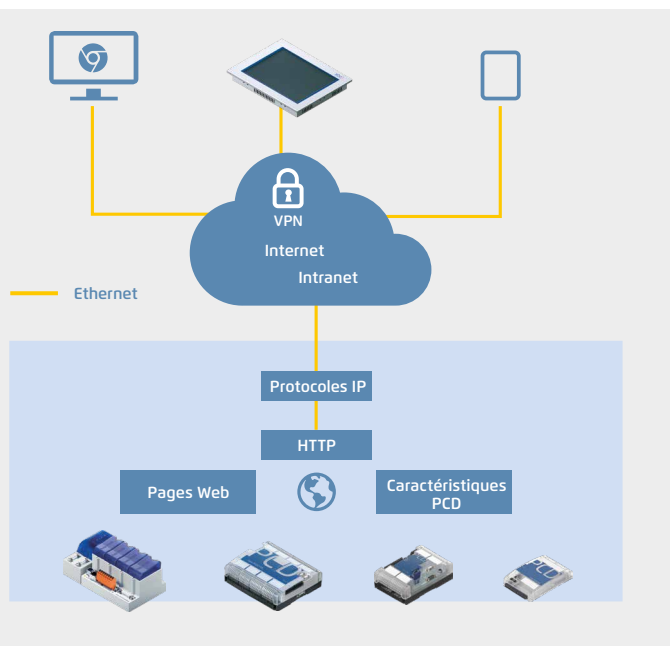 VPN
Internet
Intranet
Ethernet
Protocoles IP
HTTP
Pages Web
Caractéristiques
PCD
PCD
PCD